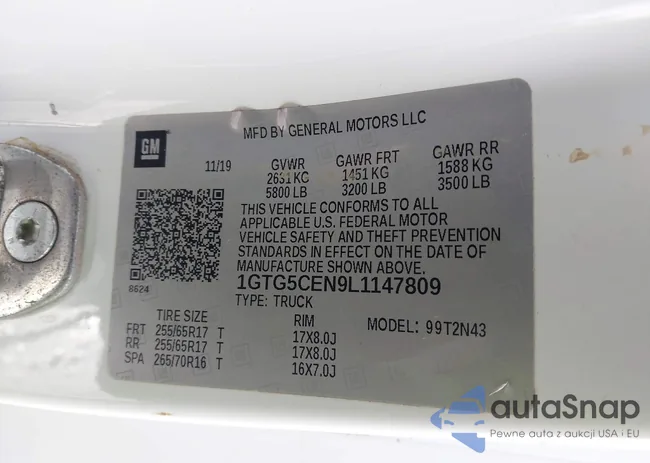 GM
MFD BY GENERAL MOTORS LLC
11/19
GVWR
2631 KG
5800 LB
GAWR FRT
1451 KG
3200 LB
GAWR RR
1588 KG
3500 LB
THIS VEHICLE CONFORMS TO ALL
APPLICABLE U.S. FEDERAL MOTOR
VEHICLE SAFETY AND THEFT PREVENTION
STANDARDS IN EFFECT ON THE DATE OF
MANUFACTURE SHOWN ABOVE.
8624
1GTG5CEN9L1147809
TYPE: TRUCK
TIRE SIZE RIM MODEL: 99T2N43
FRT 255/65R17 T 17X8.0J
RR 255/65R17 T 17X8.0J
SPA 265/70R16 T 16X7.0J
autaSnap
Pewne auta z aukcji USA i EU